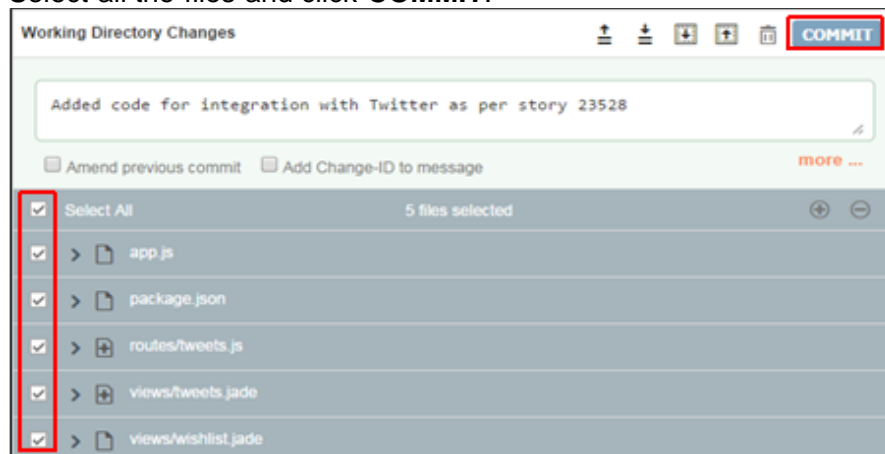 Select all the files and click COMMIT.
Working Directory Changes COMMIT
Added code for integration with Twitter as per story 23528
Amend previous commit Add Change-ID to message more ...
Select All 5 files selected
app.js
package.json
routes/tweets.js
views/tweets.jade
views/wishlist.jade